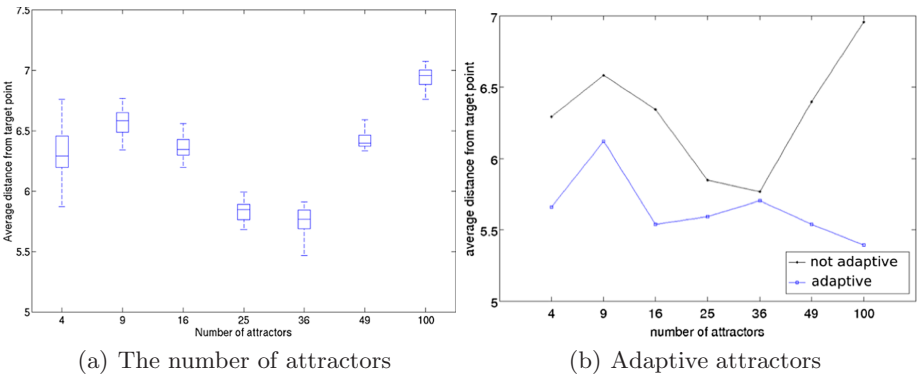 7.5
7
6.5
6
5.5
5
Average distance from target point
4 9 16 25 36 49 100
Number of attractors
(a) The number of attractors
7
6.5
6
5.5
5
average distance from target point
not adaptive
adaptive
4 9 16 25 36 49 100
number of attractors
(b) Adaptive attractors